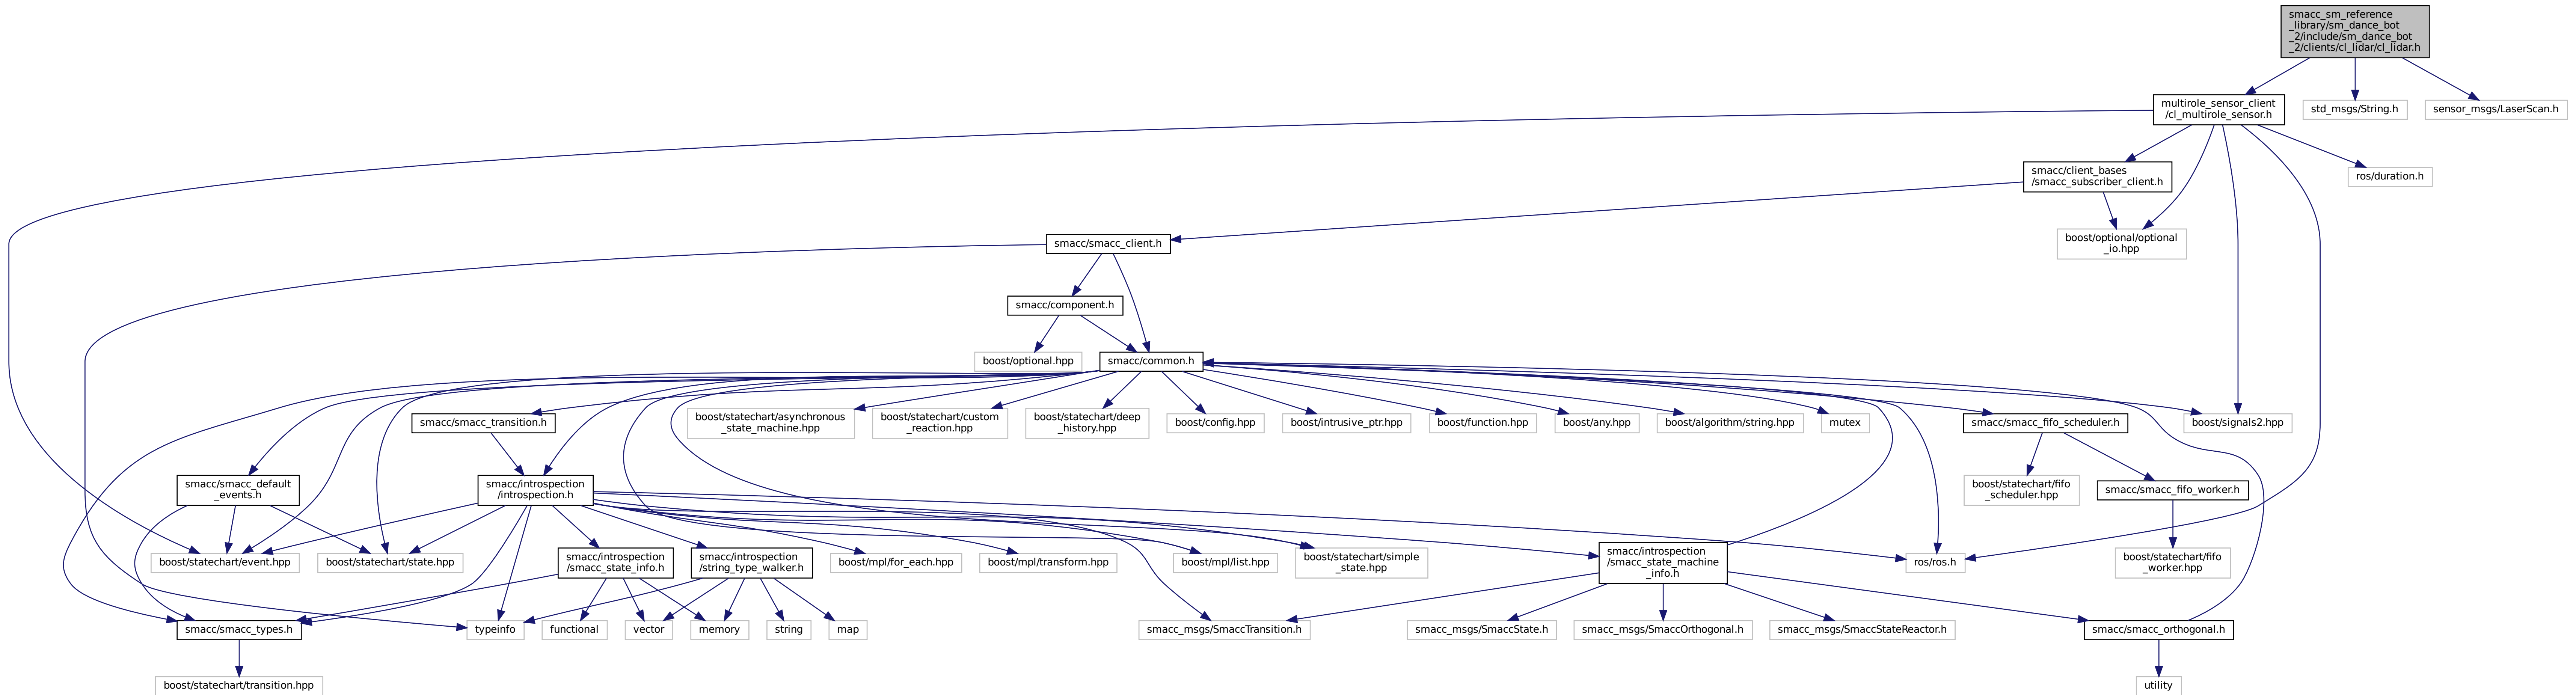 smacc_sm_reference
_library/sm_dance_bot
_2/include/sm_dance_bot
_2/clients/cl_lidar/cl_lidar.h
multirole_sensor_client
/cl_multirole_sensor.h
std_msgs/String.h
sensor_msgs/LaserScan.h
smacc/client_bases
/smacc_subscriber_client.h
ros/duration.h
smacc/smacc_client.h
boost/optional/optional
_io.hpp
smacc/component.h
boost/optional.hpp
smacc/common.h
smacc/smacc_transition.h
boost/statechart/asynchronous
_state_machine.hpp
boost/statechart/custom
_reaction.hpp
boost/statechart/deep
_history.hpp
boost/config.hpp
boost/intrusive_ptr.hpp
boost/function.hpp
boost/any.hpp
boost/algorithm/string.hpp
mutex
smacc/smacc_fifo_scheduler.h
boost/signals2.hpp
smacc/smacc_default
_events.h
smacc/introspection
/introspection.h
boost/statechart/fifo
_scheduler.hpp
smacc/smacc_fifo_worker.h
boost/statechart/event.hpp
boost/statechart/state.hpp
smacc/introspection
/smacc_state_info.h
smacc/introspection
/string_type_walker.h
boost/mpl/for_each.hpp
boost/mpl/transform.hpp
boost/mpl/list.hpp
boost/statechart/simple
_state.hpp
smacc/introspection
/smacc_state_machine
_info.h
ros/ros.h
boost/statechart/fifo
_worker.hpp
smacc/smacc_types.h
typeinfo
functional
vector
memory
string
map
smacc_msgs/SmaccTransition.h
smacc_msgs/SmaccState.h
smacc_msgs/SmaccOrthogonal.h
smacc_msgs/SmaccStateReactor.h
smacc/smacc_orthogonal.h
boost/statechart/transition.hpp
utility